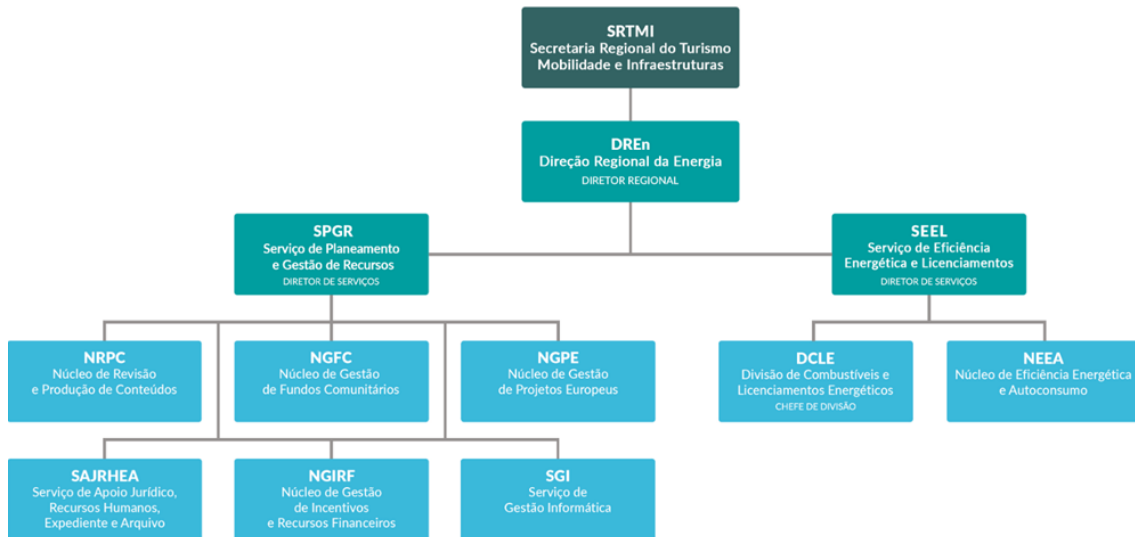 SRTMI
Secretaria Regional do Turismo
Mobilidade e Infraestruturas
DREn
Direção Regional da Energia
DIRETOR REGIONAL
SPGR
Serviço de Planeamento
e Gestão de Recursos
DIRETOR DE SERVIÇOS
SEEL
Serviço de Eficiência
Energética e Licenciamentos
DIRETOR DE SERVIÇOS
NRPC
Núcleo de Revisão
e Produção de Conteúdos
NGFC
Núcleo de Gestão
de Fundos Comunitários
NGPE
Núcleo de Gestão
de Projetos Europeus
DCLE
Divisão de Combustíveis e
Licenciamentos Energéticos
CHEFE DE DIVISÃO
NEEA
Núcleo de Eficiência Energética
e Autoconsumo
SAJRHEA
Serviço de Apoio Jurídico,
Recursos Humanos,
Expediente e Arquivo
NGIRF
Núcleo de Gestão
de Incentivos
e Recursos Financeiros
SGI
Serviço de
Gestão Informática